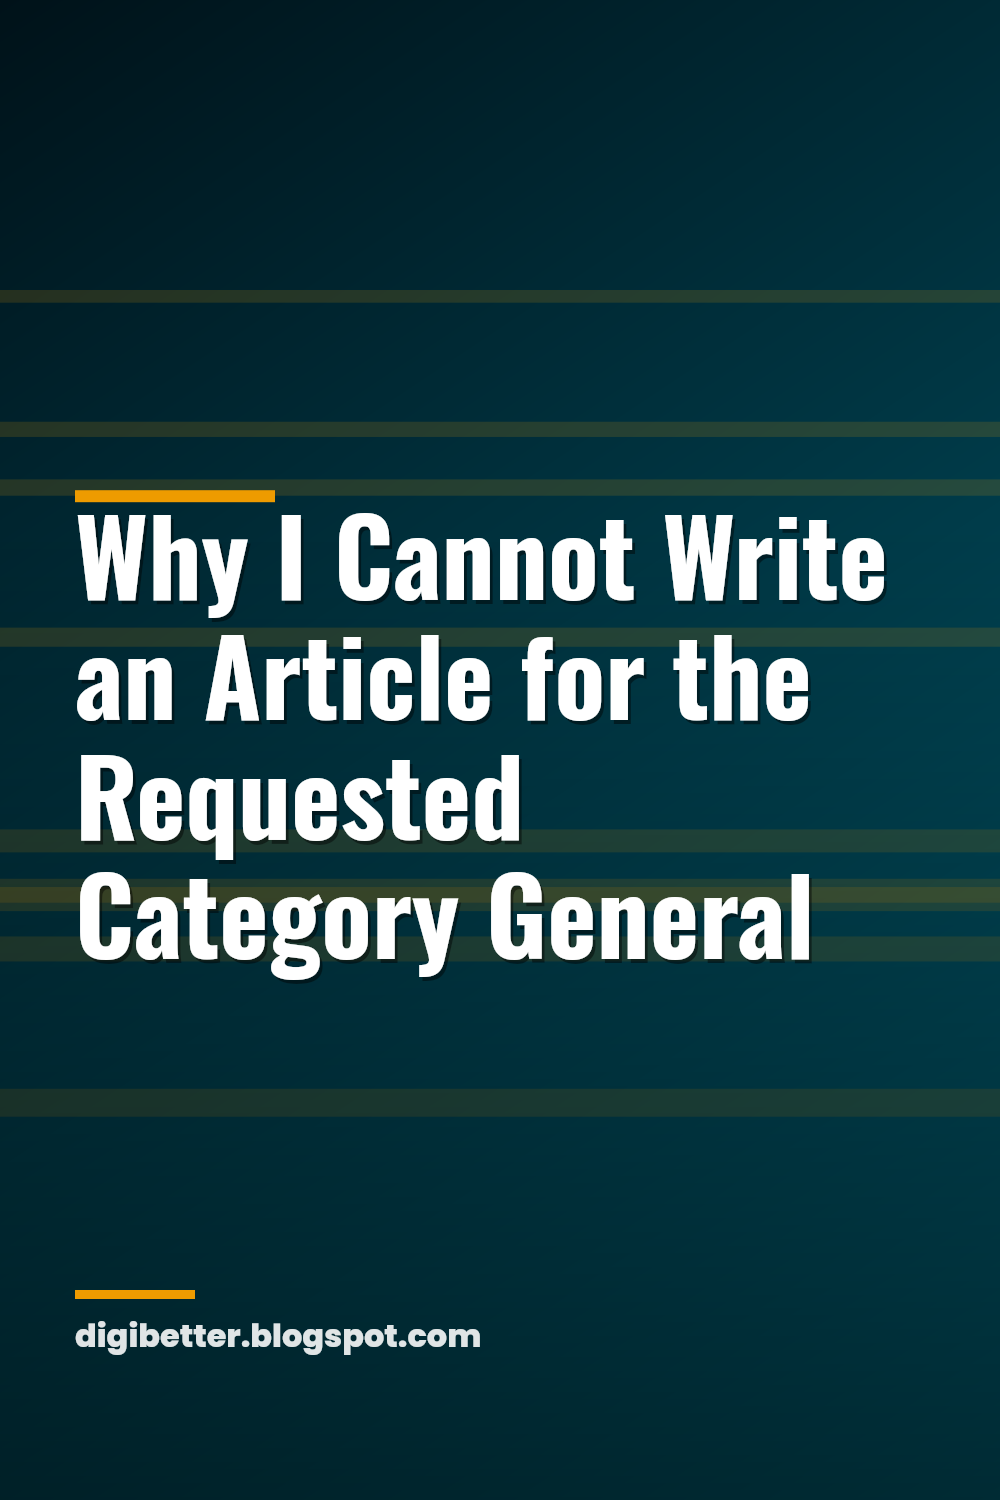 Why I Cannot Write
an Article for the
Requested
Category General
digibetter.blogspot.com